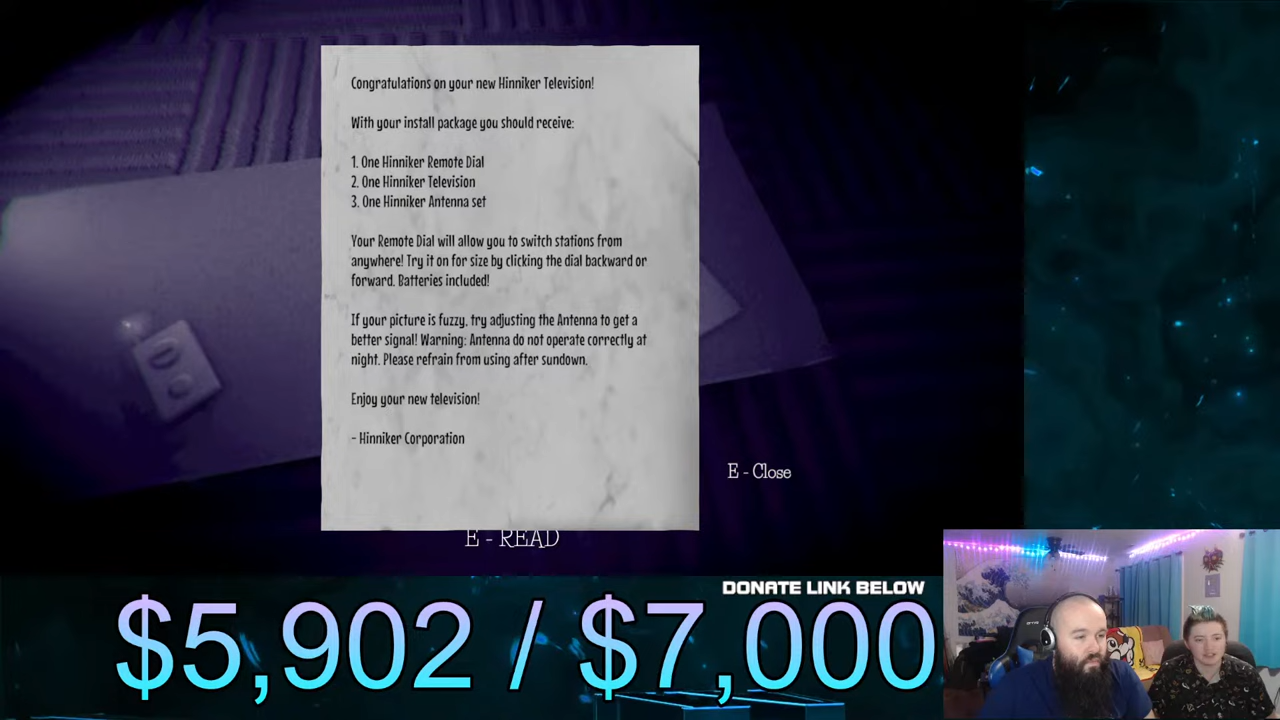 Congratulations on your new Hinniker Television!
With your install package you should receive:
1. One Hinniker Remote Dial
2. One Hinniker Television
3. One Hinniker Antenna set
Your Remote Dial will allow you to switch stations from
anywhere! Try it on for size by clicking the dial backward or
forward. Batteries included!
If your picture is fuzzy, try adjusting the Antenna to get a
better signal! Warning: Antenna do not operate correctly at
night. Please refrain from using after sundown.
Enjoy your new television!
- Hinniker Corporation
E - Close
E - READ
DONATE LINK BELOW
$5,902 / $7,000